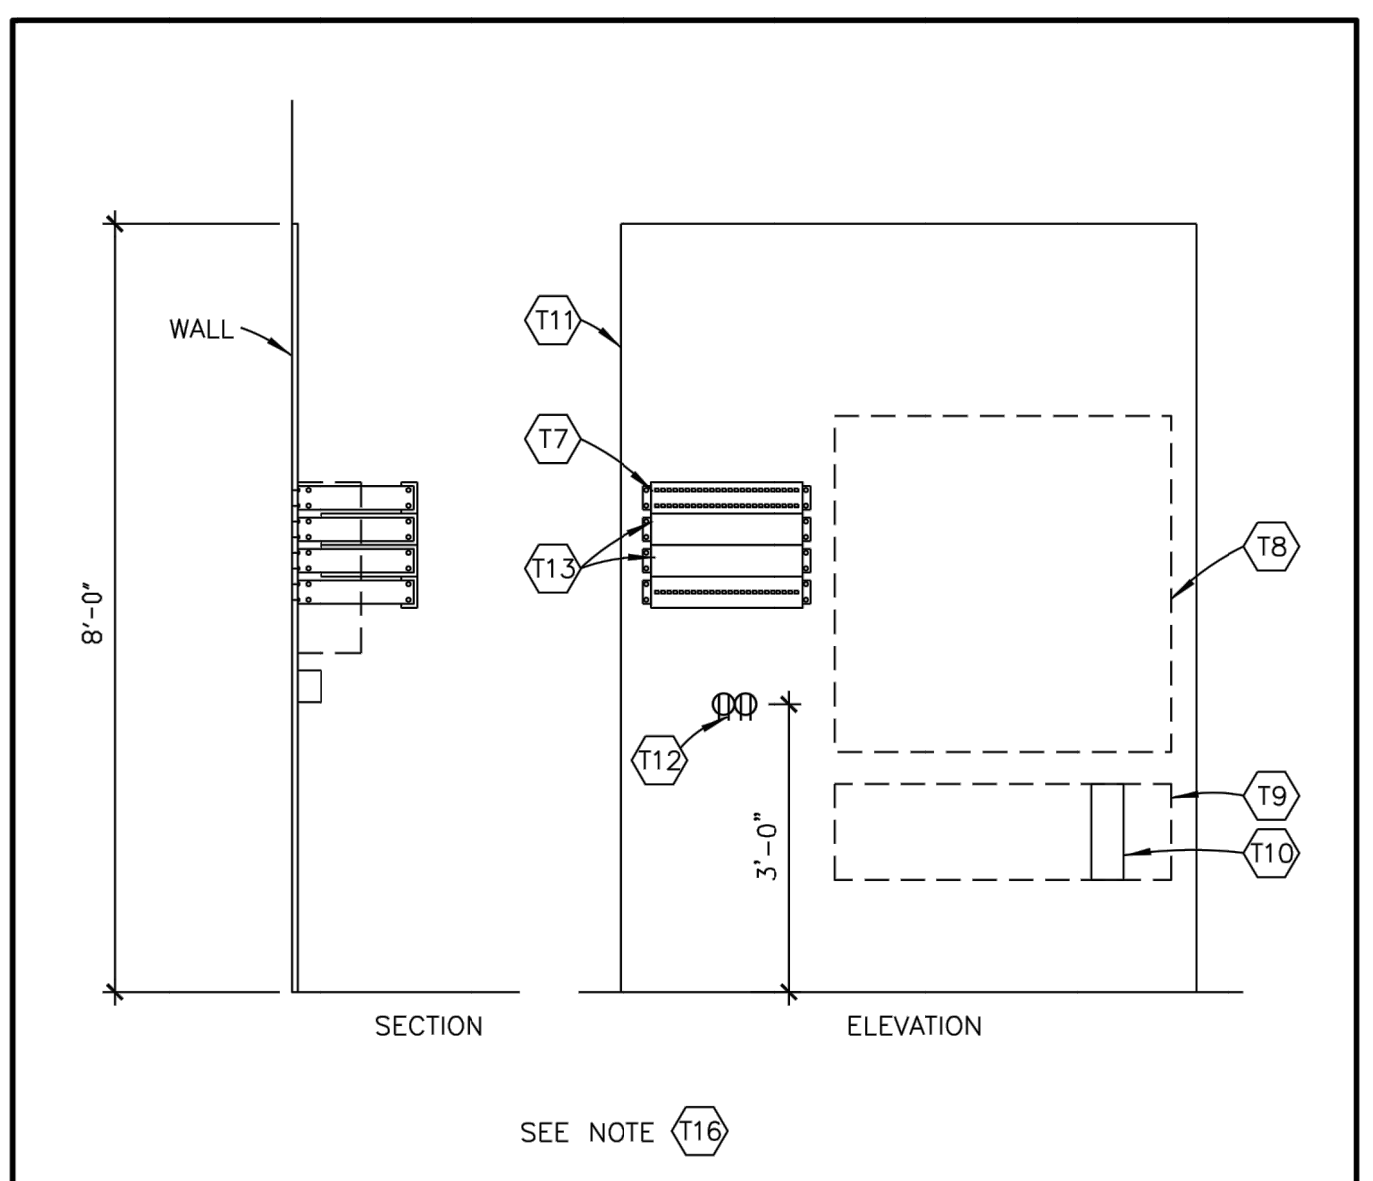 WALL
T11
T7
T8
T13
8'-0"
T12
T9
3'-0"
T10
SECTION
ELEVATION
SEE NOTE T16